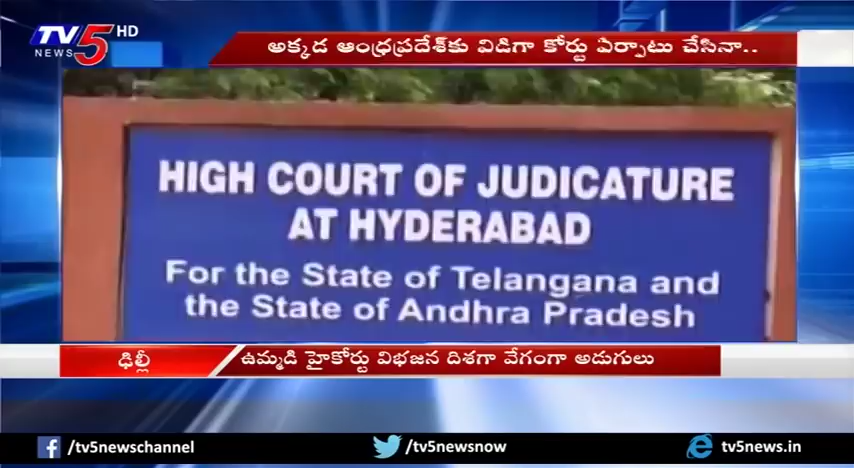 TV5 HD
NEWS
అక్కడ ఆంధ్రప్రదేశ్‌కు విడిగా కోర్టు ఏర్పాటు చేసినా..
HIGH COURT OF JUDICATURE
AT HYDERABAD
For the State of Telangana and
the State of Andhra Pradesh
ఢిల్లీ
ఉమ్మడి హైకోర్టు విభజన దిశగా వేగంగా అడుగులు
/tv5newschannel
/tv5newsnow
tv5news.in